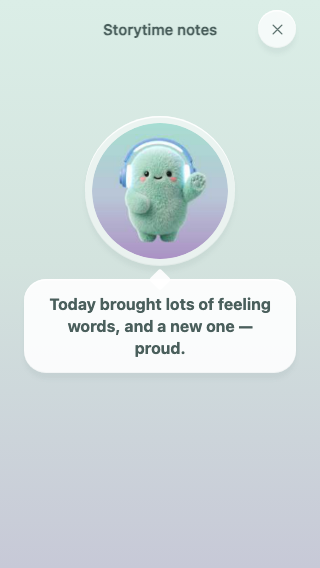 Storytime notes
Today brought lots of feeling
words, and a new one —
proud.